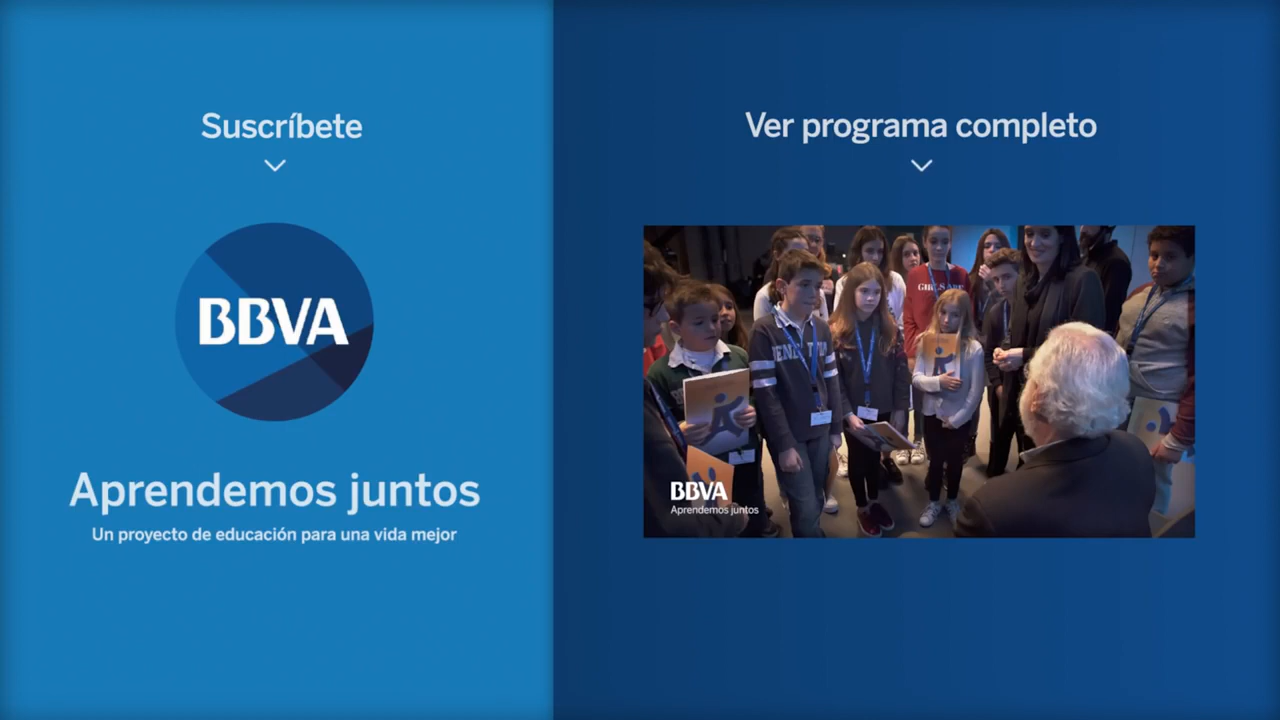 Suscríbete
BBVA
Aprendemos juntos
Un proyecto de educación para una vida mejor
Ver programa completo
BBVA
Aprendemos juntos